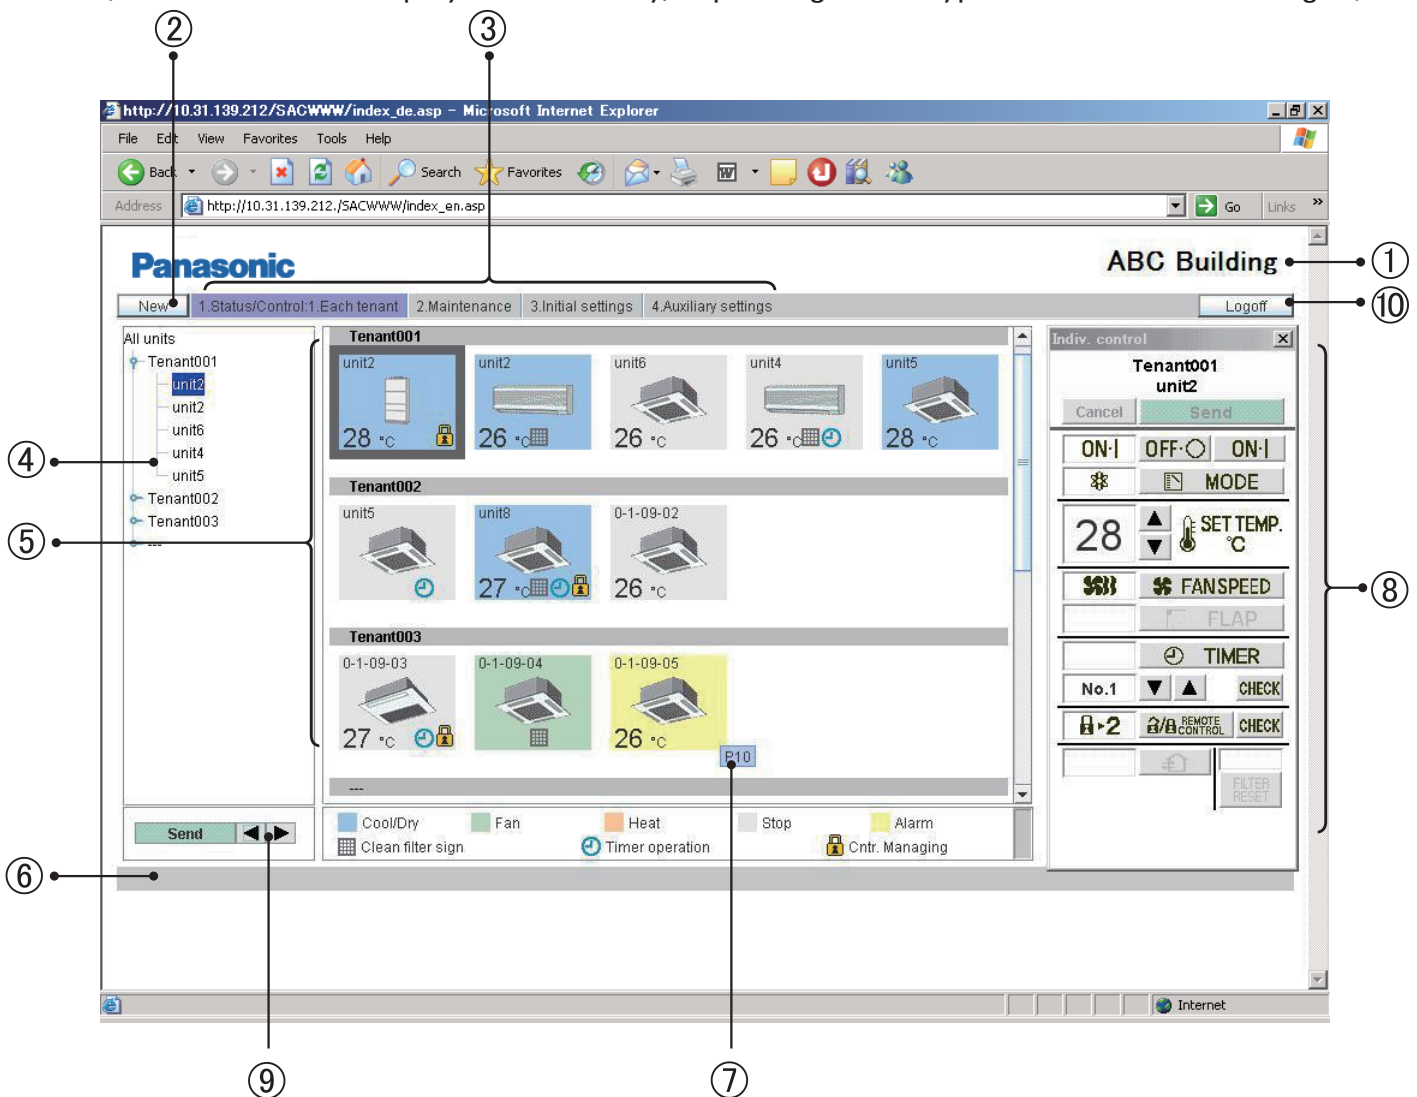 ② ③
http://10.31.139.212/SACWWW/index_de.asp - Microsoft Internet Explorer
File Edit View Favorites Tools Help
Back Search Favorites
Address http://10.31.139.212./SACWWW/index_en.asp Go Links »
Panasonic ABC Building ①
New 1.Status/Control:1.Each tenant 2.Maintenance 3.Initial settings 4.Auxiliary settings Logoff ⑩
All units
Tenant001
unit2
unit2
unit6
unit4
unit5
Tenant002
Tenant003
---
④
⑤
Tenant001
unit2 unit2 unit6 unit4 unit5
28 °C 26 °C 26 °C 26 °C 28 °C
Tenant002
unit5 unit8 0-1-09-02
27 °C 26 °C
Tenant003
0-1-09-03 0-1-09-04 0-1-09-05
27 °C 26 °C
P10
---
Indiv. control
Tenant001
unit2
Cancel Send
ON·| OFF·○ ON·|
MODE
28 SET TEMP. °C
FAN SPEED
FLAP
TIMER
No.1 ▼ ▲ CHECK
▸2 REMOTE CONTROL CHECK
FILTER RESET
⑧
Send ◀ ▶
Cool/Dry Fan Heat Stop Alarm
Clean filter sign Timer operation Cntr. Managing
⑥
Internet
⑨ ⑦